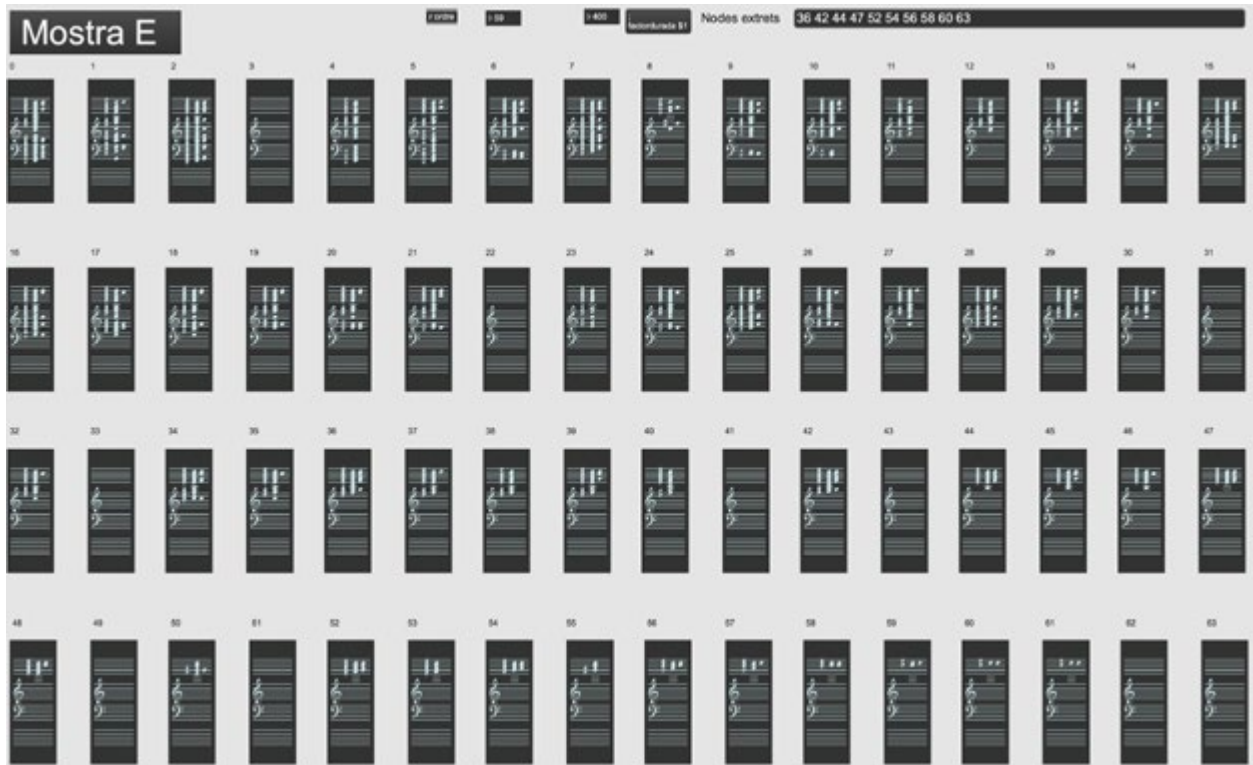 Mostra E
r ordre
59
400
Nodes extrets
36 42 44 47 52 54 56 58 60 63
0 1 2 3 4 5 6 7 8 9 10 11 12 13 14 15
16 17 18 19 20 21 22 23 24 25 26 27 28 29 30 31
32 33 34 35 36 37 38 39 40 41 42 43 44 45 46 47
48 49 50 51 52 53 54 55 56 57 58 59 60 61 62 63